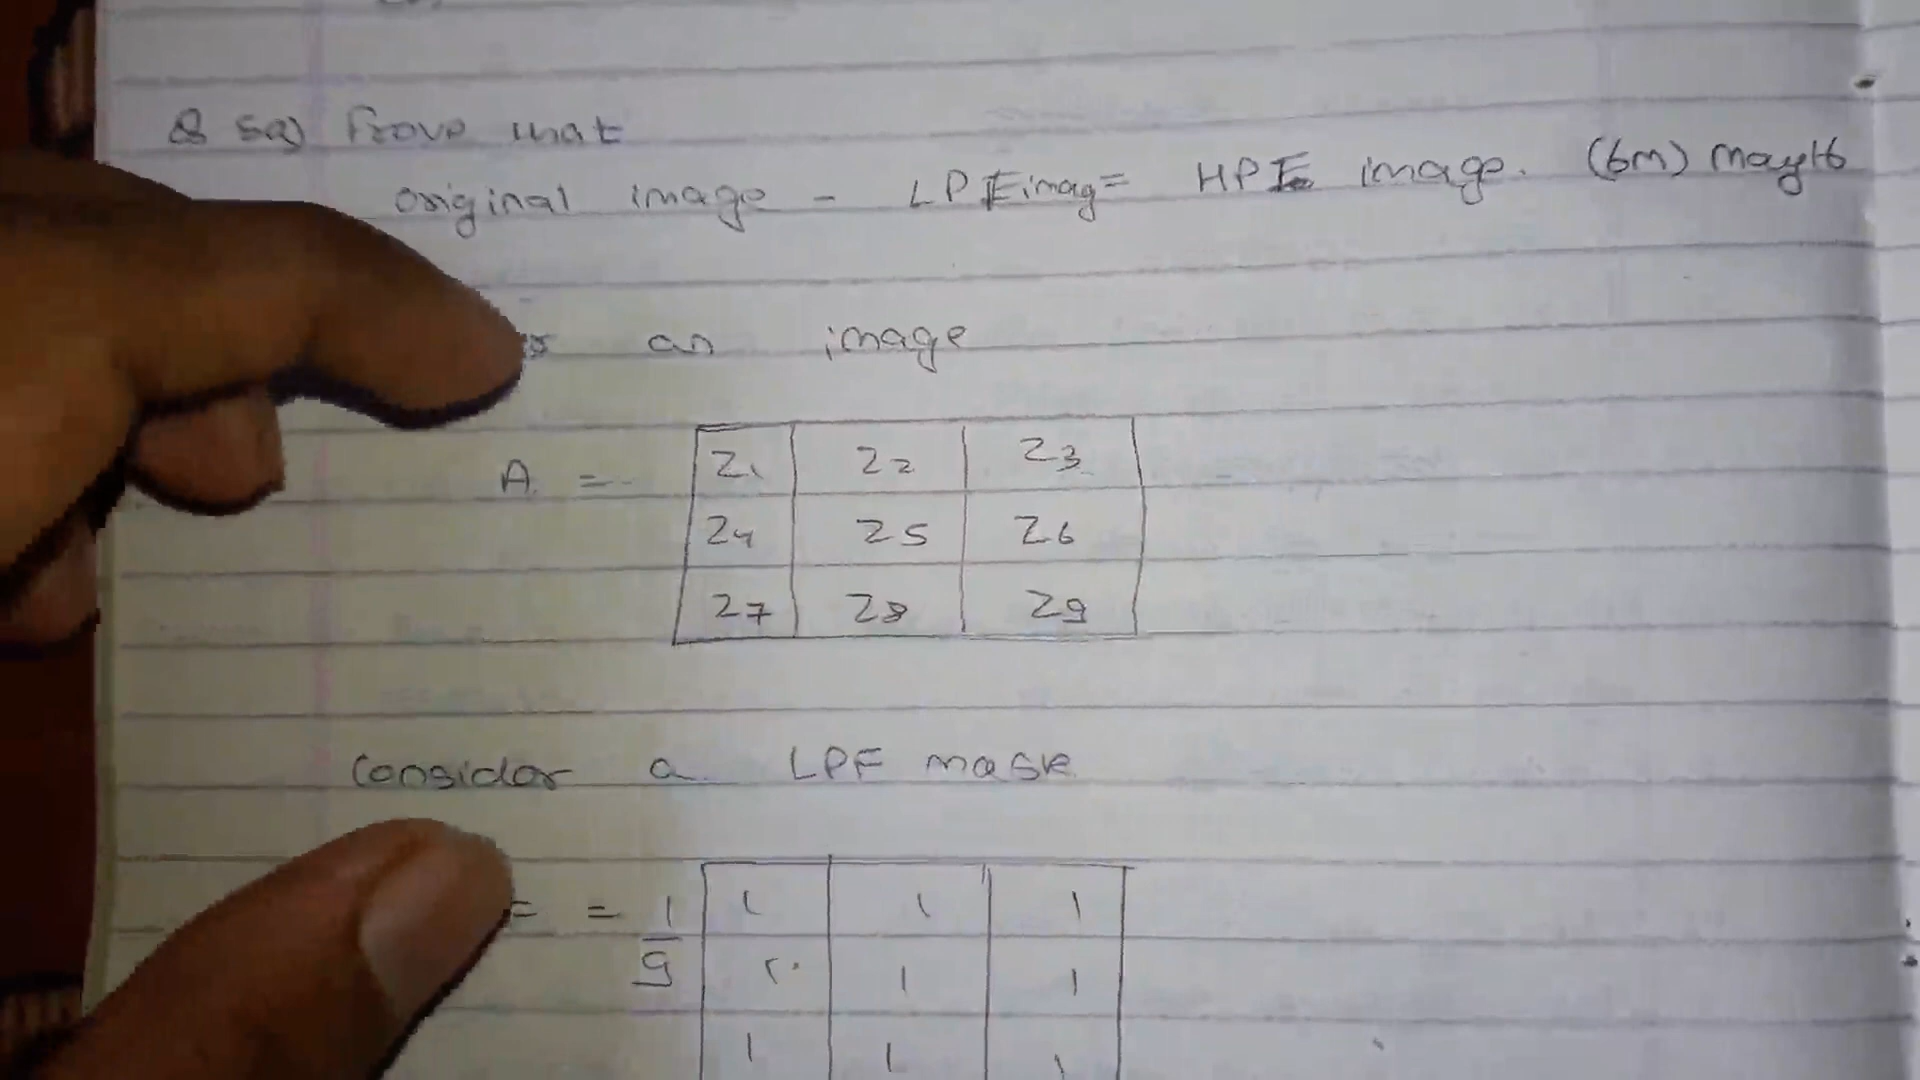 Q 5a) Prove that
original image - LPF imag = HPF image. (6m) May16
an image
A =
Z1 Z2 Z3
Z4 Z5 Z6
Z7 Z8 Z9
Consider a LPF mask
= 1/9
1 1 1
1 1 1
1 1 1